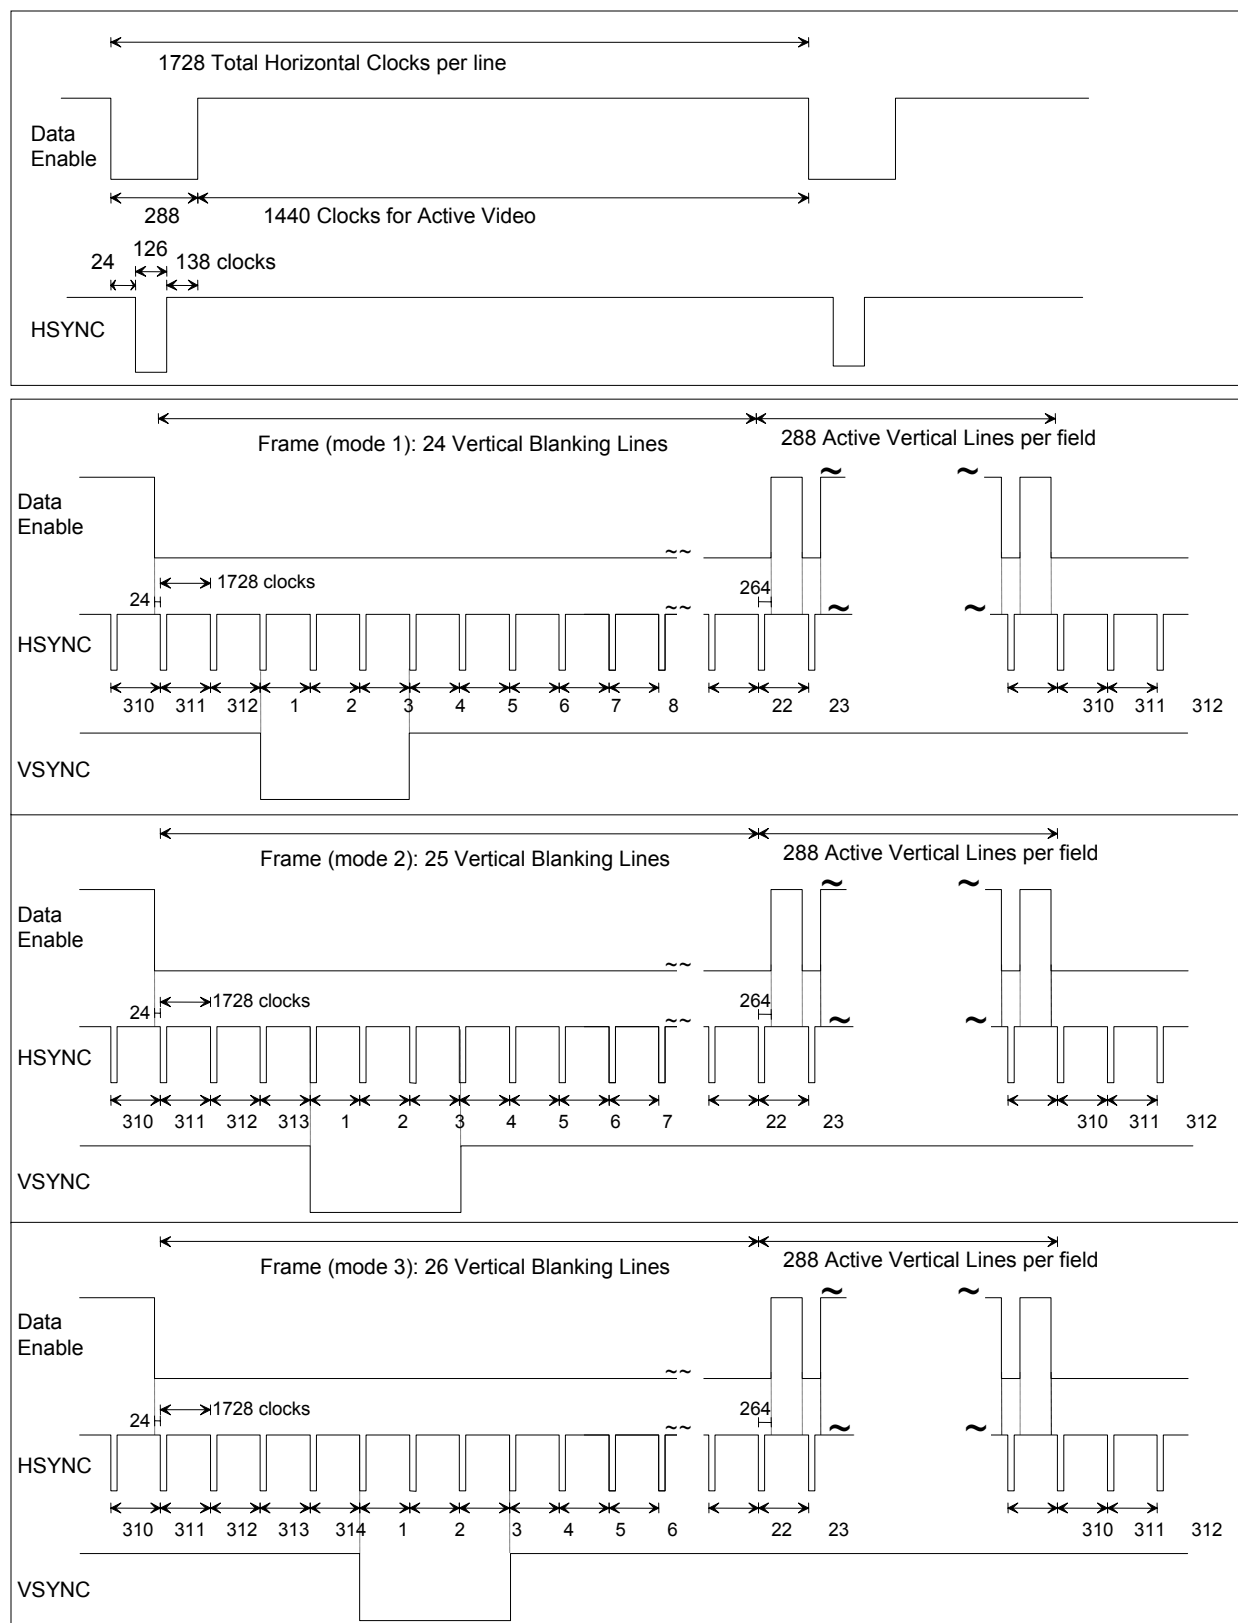 1728 Total Horizontal Clocks per line
Data
Enable
288
1440 Clocks for Active Video
126
24
138 clocks
HSYNC
Frame (mode 1): 24 Vertical Blanking Lines
288 Active Vertical Lines per field
~ ~
Data
Enable
~~
1728 clocks
264
24
~~ ~ ~
HSYNC
310 311 312 1 2 3 4 5 6 7 8 22 23 310 311 312
VSYNC
Frame (mode 2): 25 Vertical Blanking Lines
288 Active Vertical Lines per field
~ ~
Data
Enable
~~
1728 clocks
264
24
~~ ~ ~
HSYNC
310 311 312 313 1 2 3 4 5 6 7 22 23 310 311 312
VSYNC
Frame (mode 3): 26 Vertical Blanking Lines
288 Active Vertical Lines per field
~ ~
Data
Enable
~~
1728 clocks
264
24
~~ ~ ~
HSYNC
310 311 312 313 314 1 2 3 4 5 6 22 23 310 311 312
VSYNC